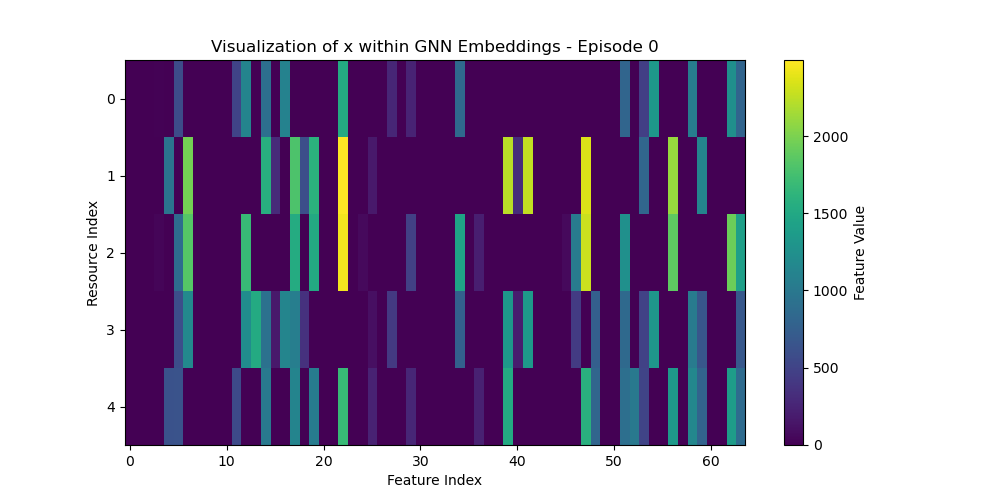 Visualization of x within GNN Embeddings - Episode 0
Resource Index
0
1
2
3
4
0 10 20 30 40 50 60
Feature Index
2000
1500
1000
500
0
Feature Value